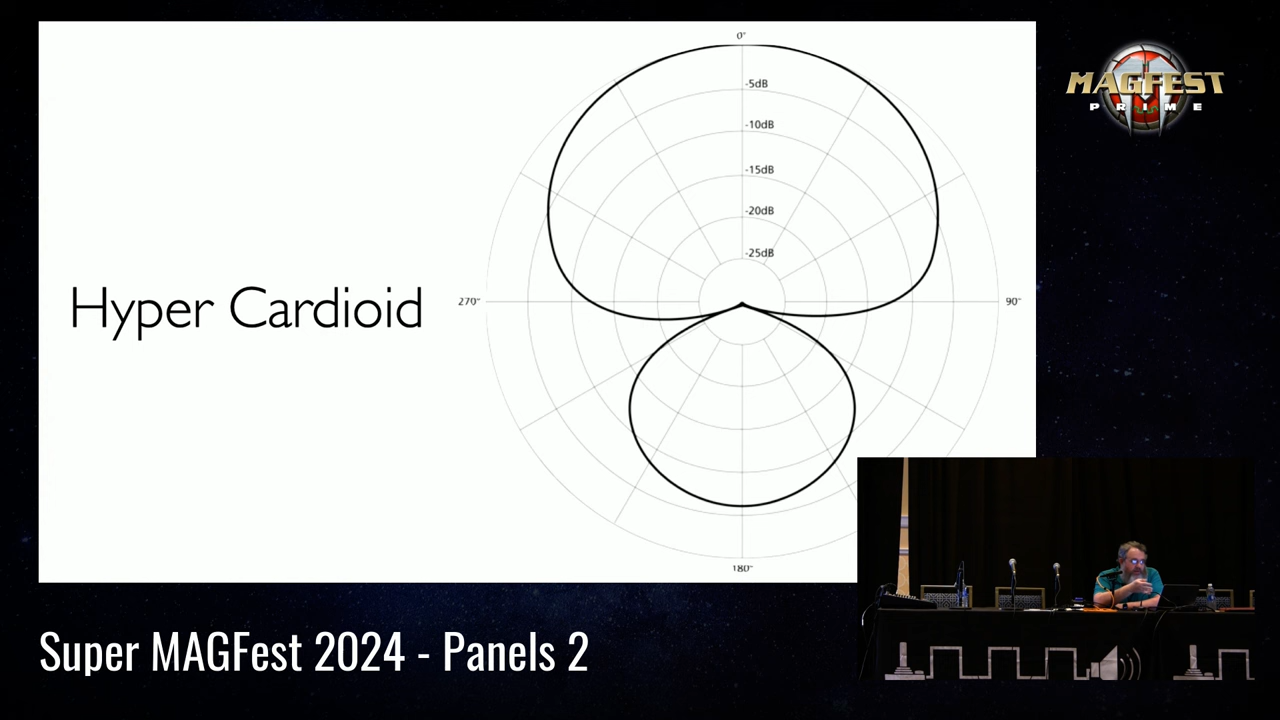 0°
-5dB
-10dB
-15dB
-20dB
-25dB
Hyper Cardioid
270°
90°
180°
MAGFEST
PRIME
Super MAGFest 2024 - Panels 2